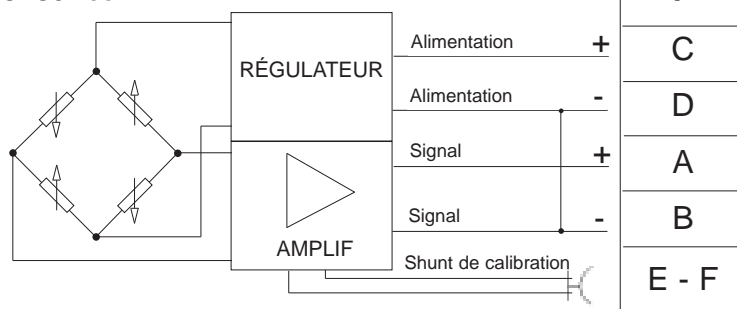 RÉGULATEUR
Alimentation + C
Alimentation - D
Signal + A
Signal - B
AMPLIF
Shunt de calibration E - F